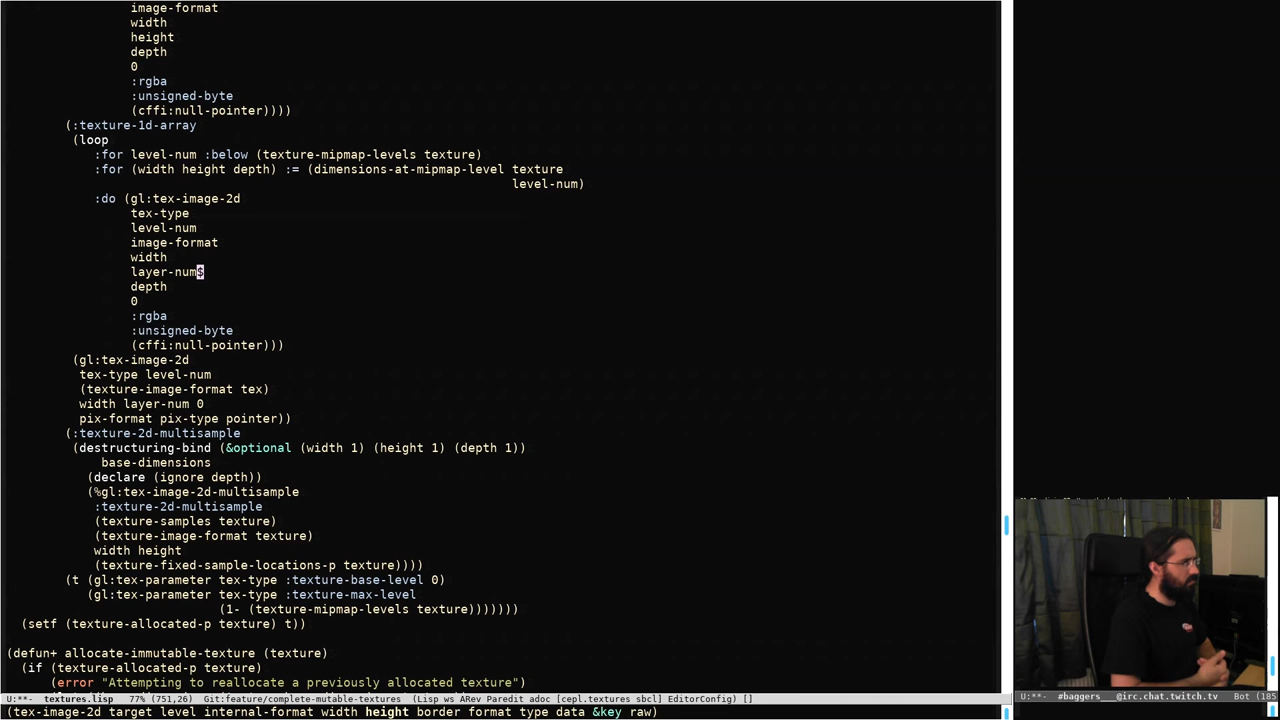 image-format
width
height
depth
0
:rgba
:unsigned-byte
(cffi:null-pointer))))
(:texture-1d-array
(loop
:for level-num :below (texture-mipmap-levels texture)
:for (width height depth) := (dimensions-at-mipmap-level texture
level-num)
:do (gl:tex-image-2d
tex-type
level-num
image-format
width
layer-num$
depth
0
:rgba
:unsigned-byte
(cffi:null-pointer)))
(gl:tex-image-2d
tex-type level-num
(texture-image-format tex)
width layer-num 0
pix-format pix-type pointer))
(:texture-2d-multisample
(destructuring-bind (&optional (width 1) (height 1) (depth 1))
base-dimensions
(declare (ignore depth))
(%gl:tex-image-2d-multisample
:texture-2d-multisample
(texture-samples texture)
(texture-image-format texture)
width height
(texture-fixed-sample-locations-p texture))))
(t (gl:tex-parameter tex-type :texture-base-level 0)
(gl:tex-parameter tex-type :texture-max-level
(1- (texture-mipmap-levels texture)))))))
(setf (texture-allocated-p texture) t))
(defun+ allocate-immutable-texture (texture)
(if (texture-allocated-p texture)
(error "Attempting to reallocate a previously allocated texture")
U:**-  textures.lisp   77% (751,26)   Git:feature/complete-mutable-textures  (Lisp ws ARev Paredit adoc [cepl.textures sbcl] EditorConfig) []
U:**-  #baggers___@irc.chat.twitch.tv   Bot (185
(tex-image-2d target level internal-format width height border format type data &key raw)